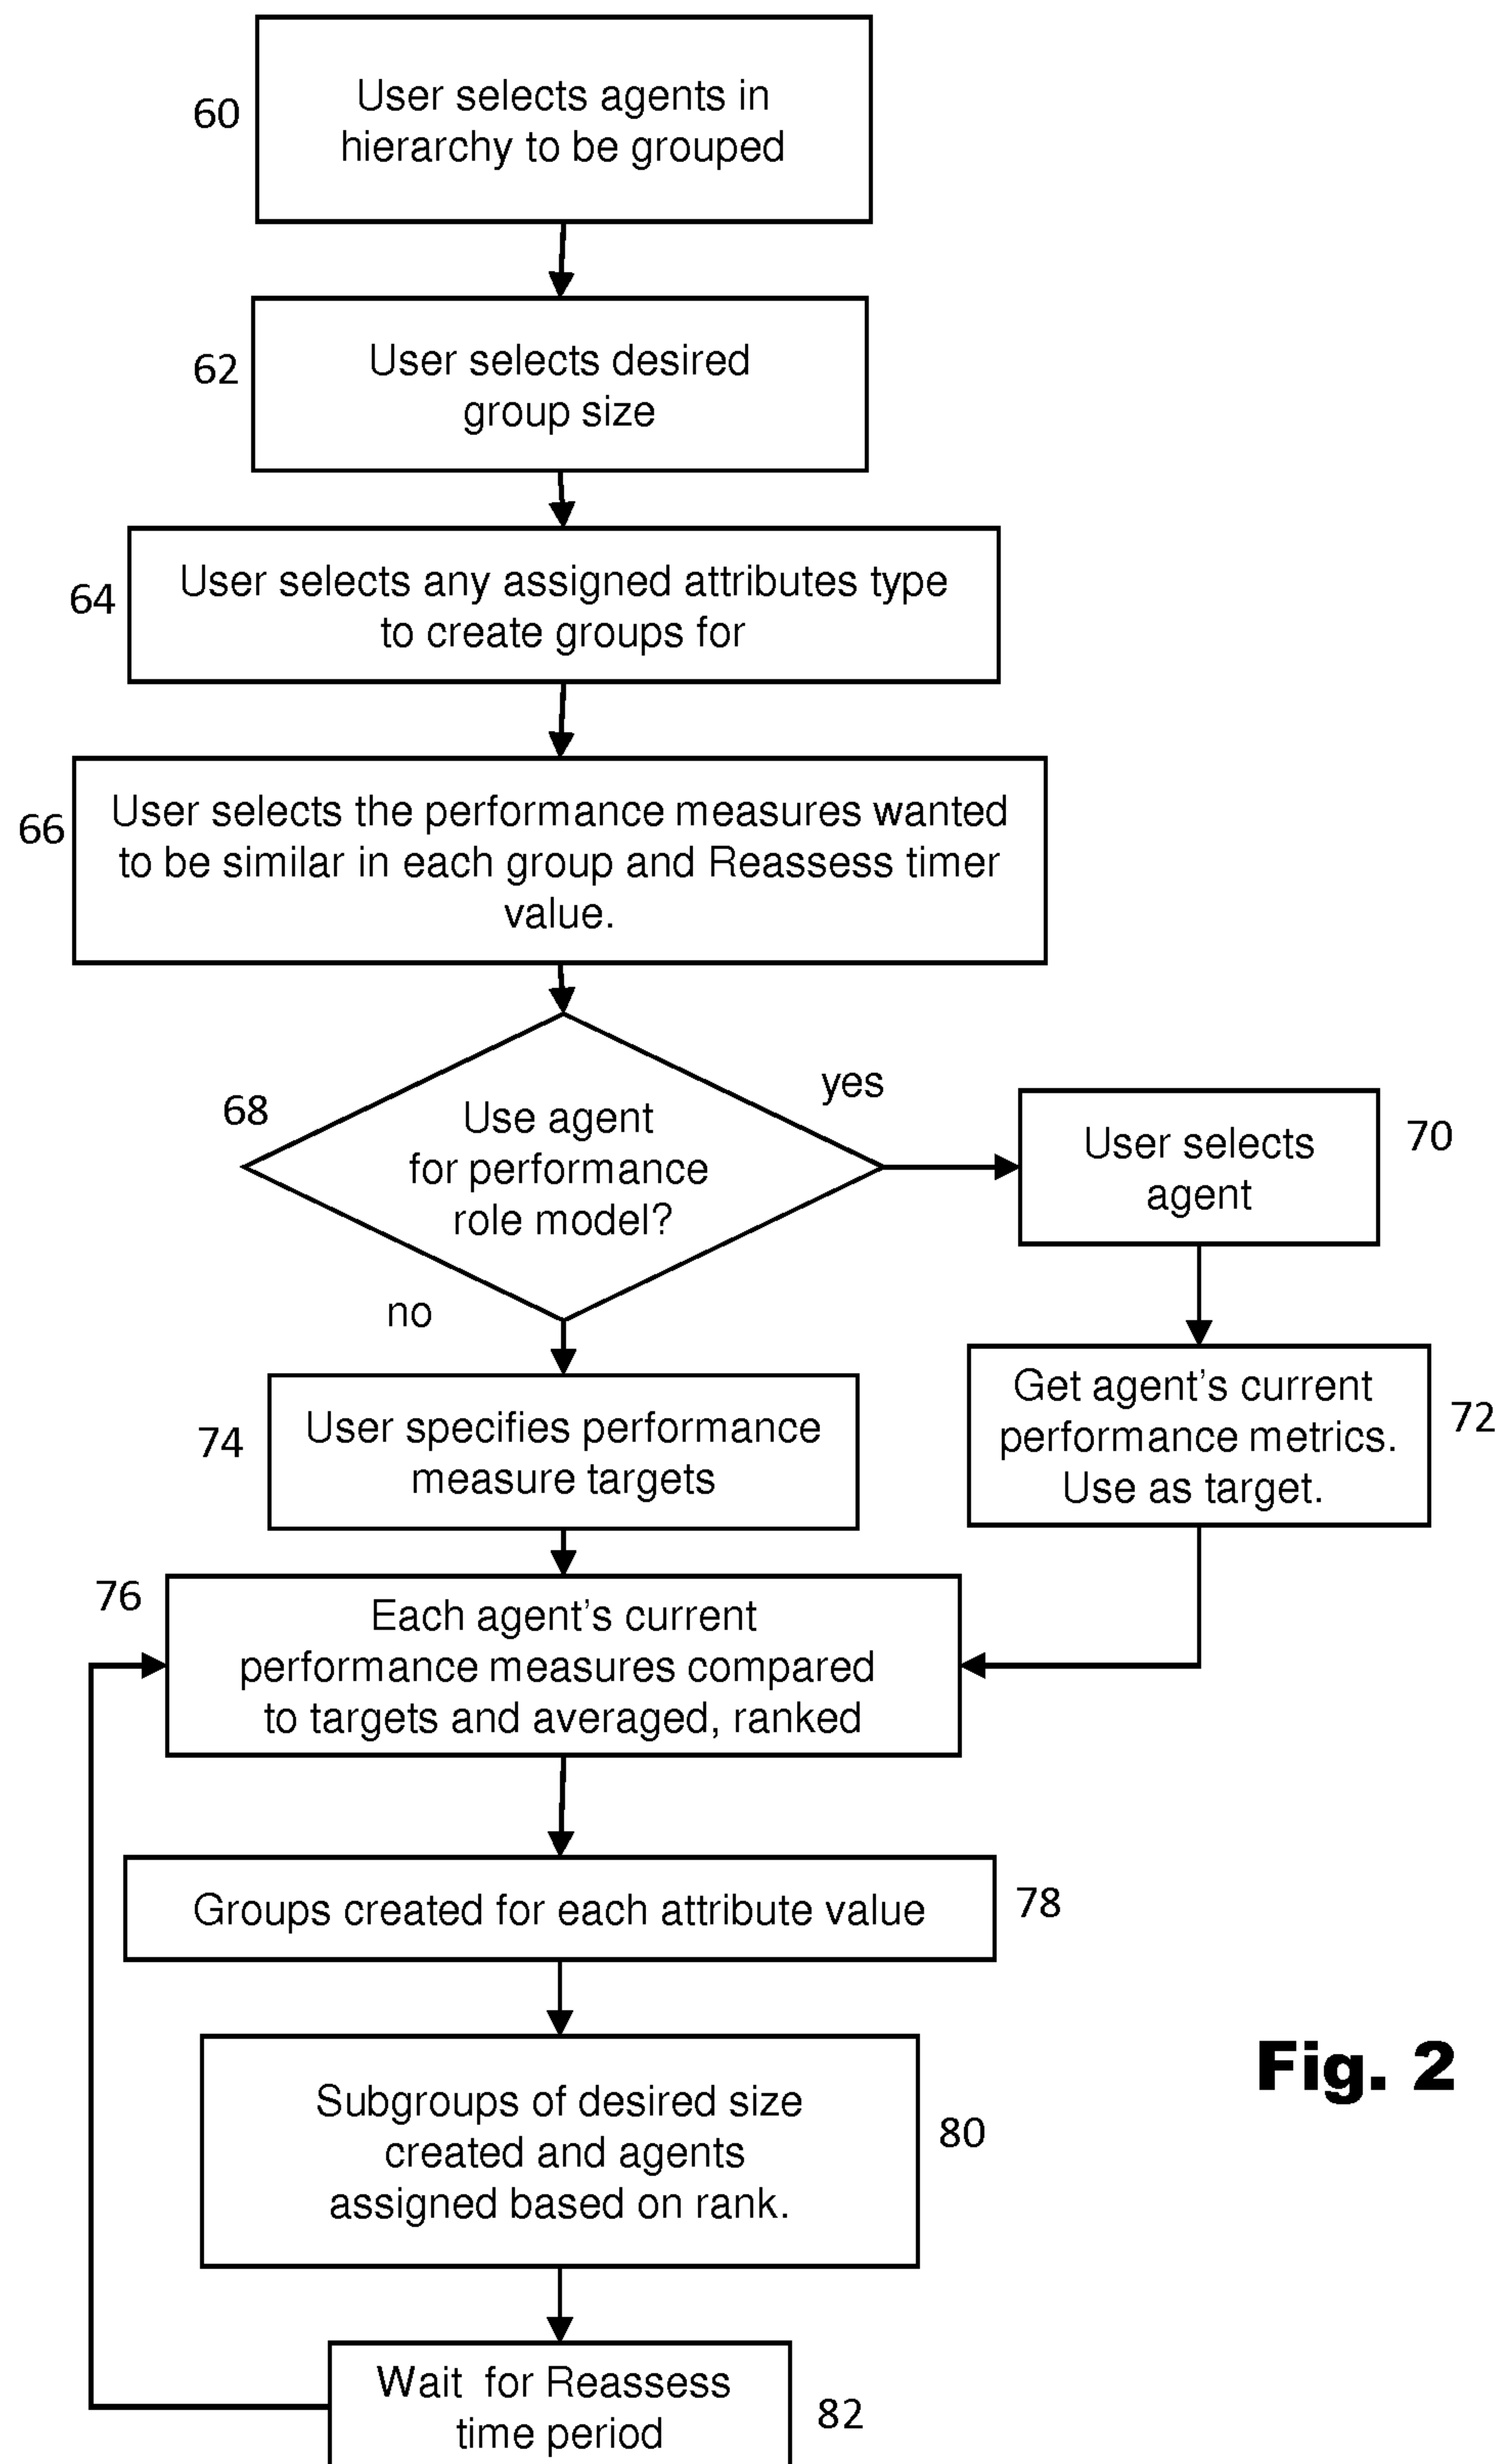 60
User selects agents in
hierarchy to be grouped
62
User selects desired
group size
64
User selects any assigned attributes type
to create groups for
66
User selects the performance measures wanted
to be similar in each group and Reassess timer
value.
68
Use agent
for performance
role model?
yes
User selects
agent
70
no
Get agent's current
performance metrics.
Use as target.
72
74
User specifies performance
measure targets
76
Each agent's current
performance measures compared
to targets and averaged, ranked
Groups created for each attribute value
78
Subgroups of desired size
created and agents
assigned based on rank.
80
Fig. 2
Wait for Reassess
time period
82